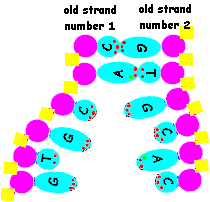 old strand old strand
number 1 number 2
C G
A T
C G
G C
T A
G C